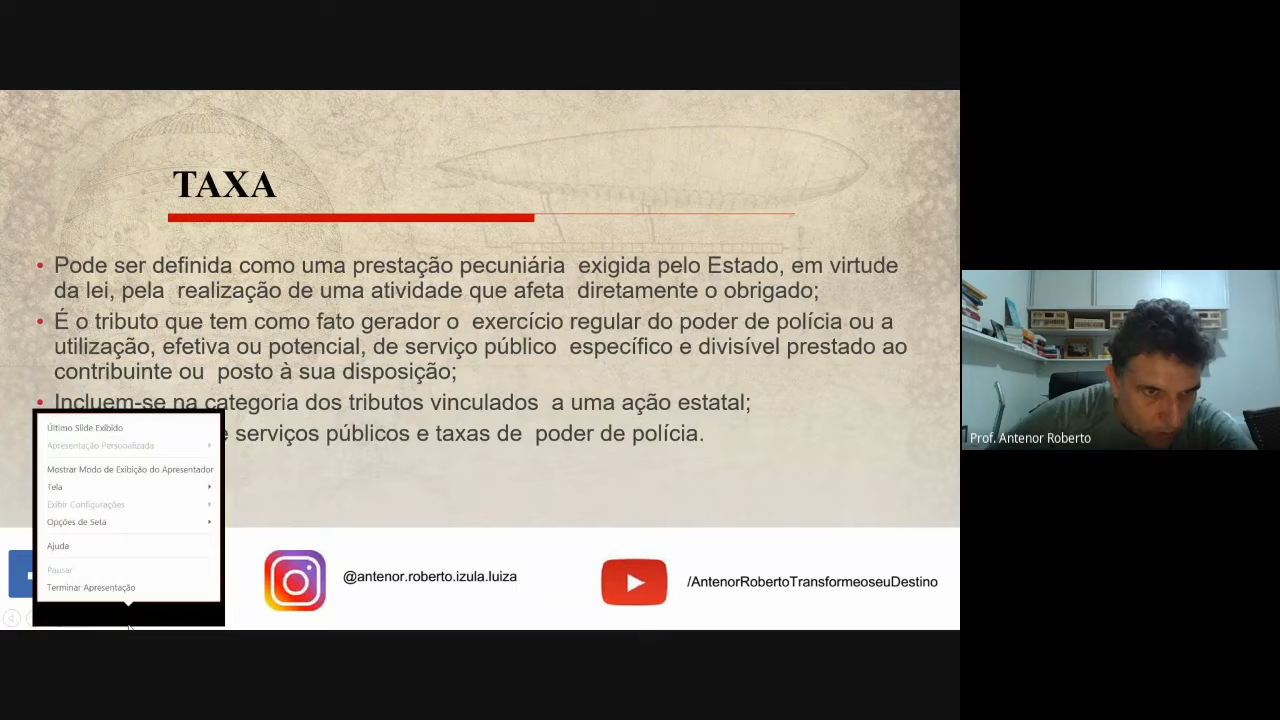 TAXA
• Pode ser definida como uma prestação pecuniária exigida pelo Estado, em virtude
da lei, pela realização de uma atividade que afeta diretamente o obrigado;
• É o tributo que tem como fato gerador o exercício regular do poder de polícia ou a
utilização, efetiva ou potencial, de serviço público específico e divisível prestado ao
contribuinte ou posto à sua disposição;
• Incluem-se na categoria dos tributos vinculados a uma ação estatal;
serviços públicos e taxas de poder de polícia.
Último Slide Exibido
Apresentação Personalizada
Mostrar Modo de Exibição do Apresentador
Tela
Exibir Configurações
Opções de Seta
Ajuda
Pausar
Terminar Apresentação
@antenor.roberto.izula.luiza
/AntenorRobertoTransformeoseuDestino
Prof. Antenor Roberto